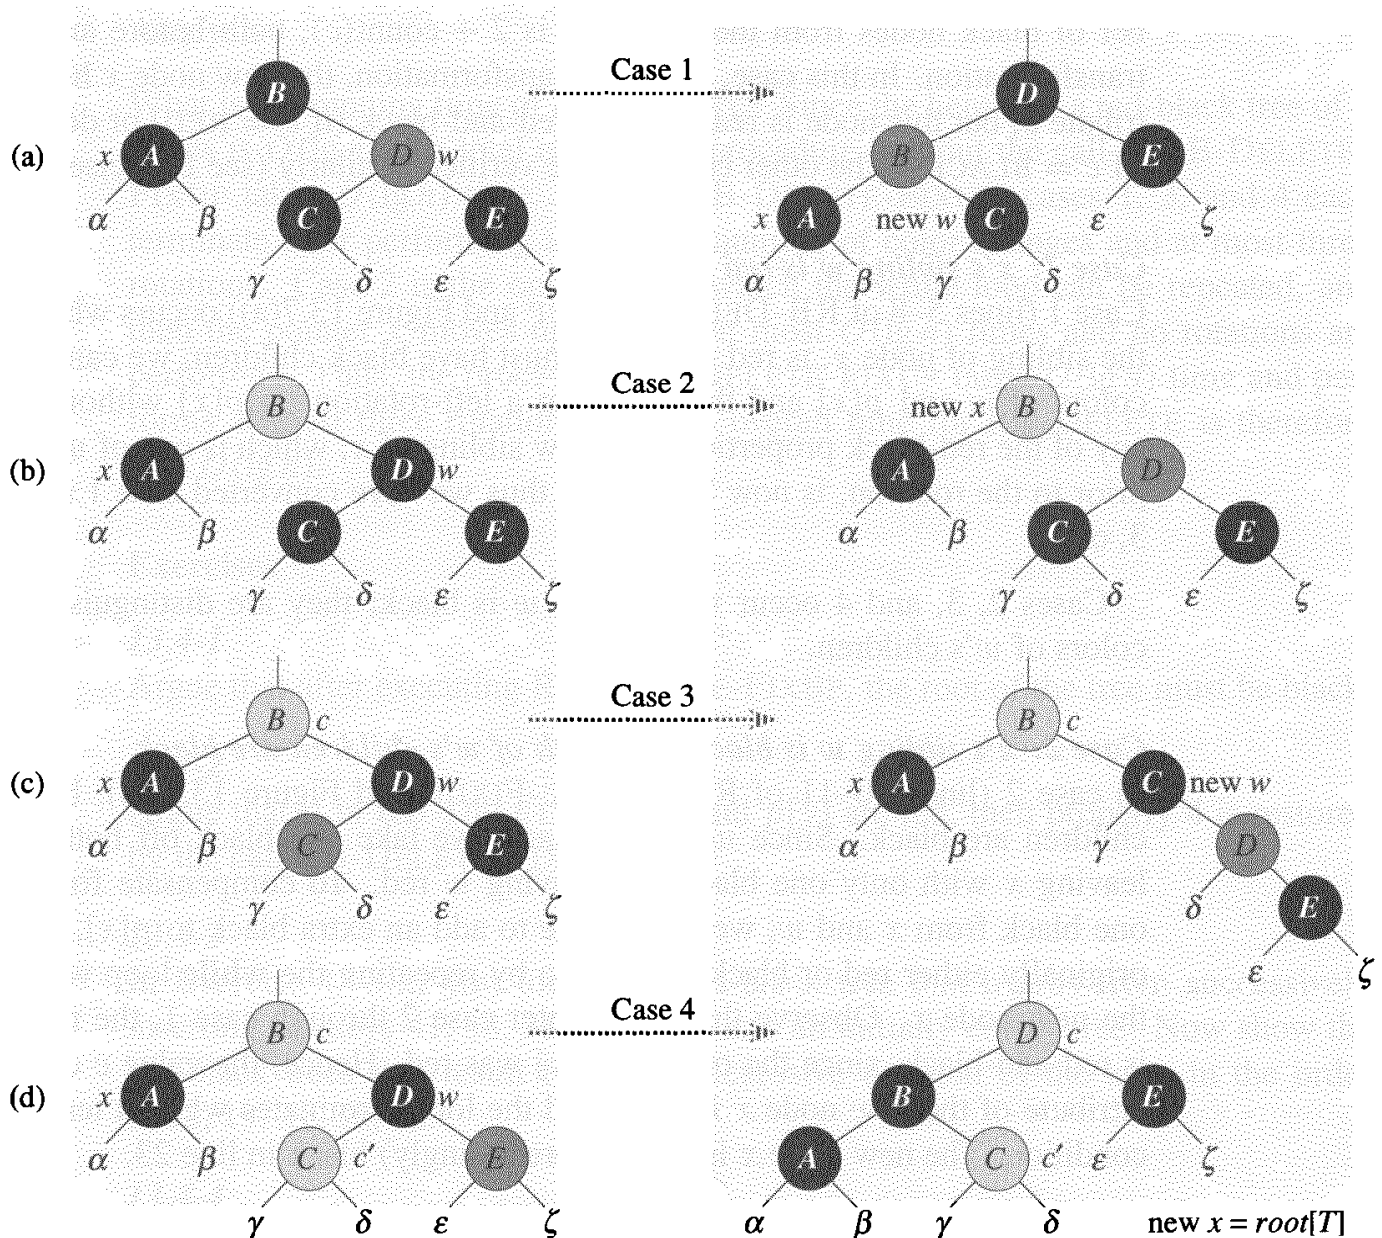 Case 1
B
D
(a)
x A
D w
B
E
α
β
C
E
x A
new w C
ε
ζ
γ
δ
ε
ζ
α
β
γ
δ
Case 2
B c
new x B c
(b)
x A
D w
A
D
α
β
C
E
α
β
C
E
γ
δ
ε
ζ
γ
δ
ε
ζ
Case 3
B c
B c
(c)
x A
D w
x A
C new w
α
β
C
E
α
β
γ
D
γ
δ
ε
ζ
δ
E
ε
ζ
Case 4
B c
D c
(d)
x A
D w
B
E
α
β
C c′
E
A
C c′
ε
ζ
γ
δ
ε
ζ
α
β
γ
δ
new x = root[T]